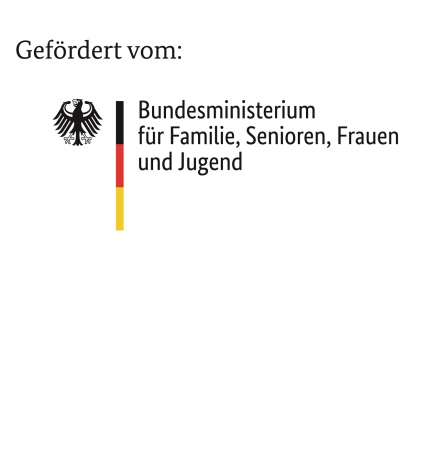 Gefördert vom:
Bundesministerium
für Familie, Senioren, Frauen
und Jugend